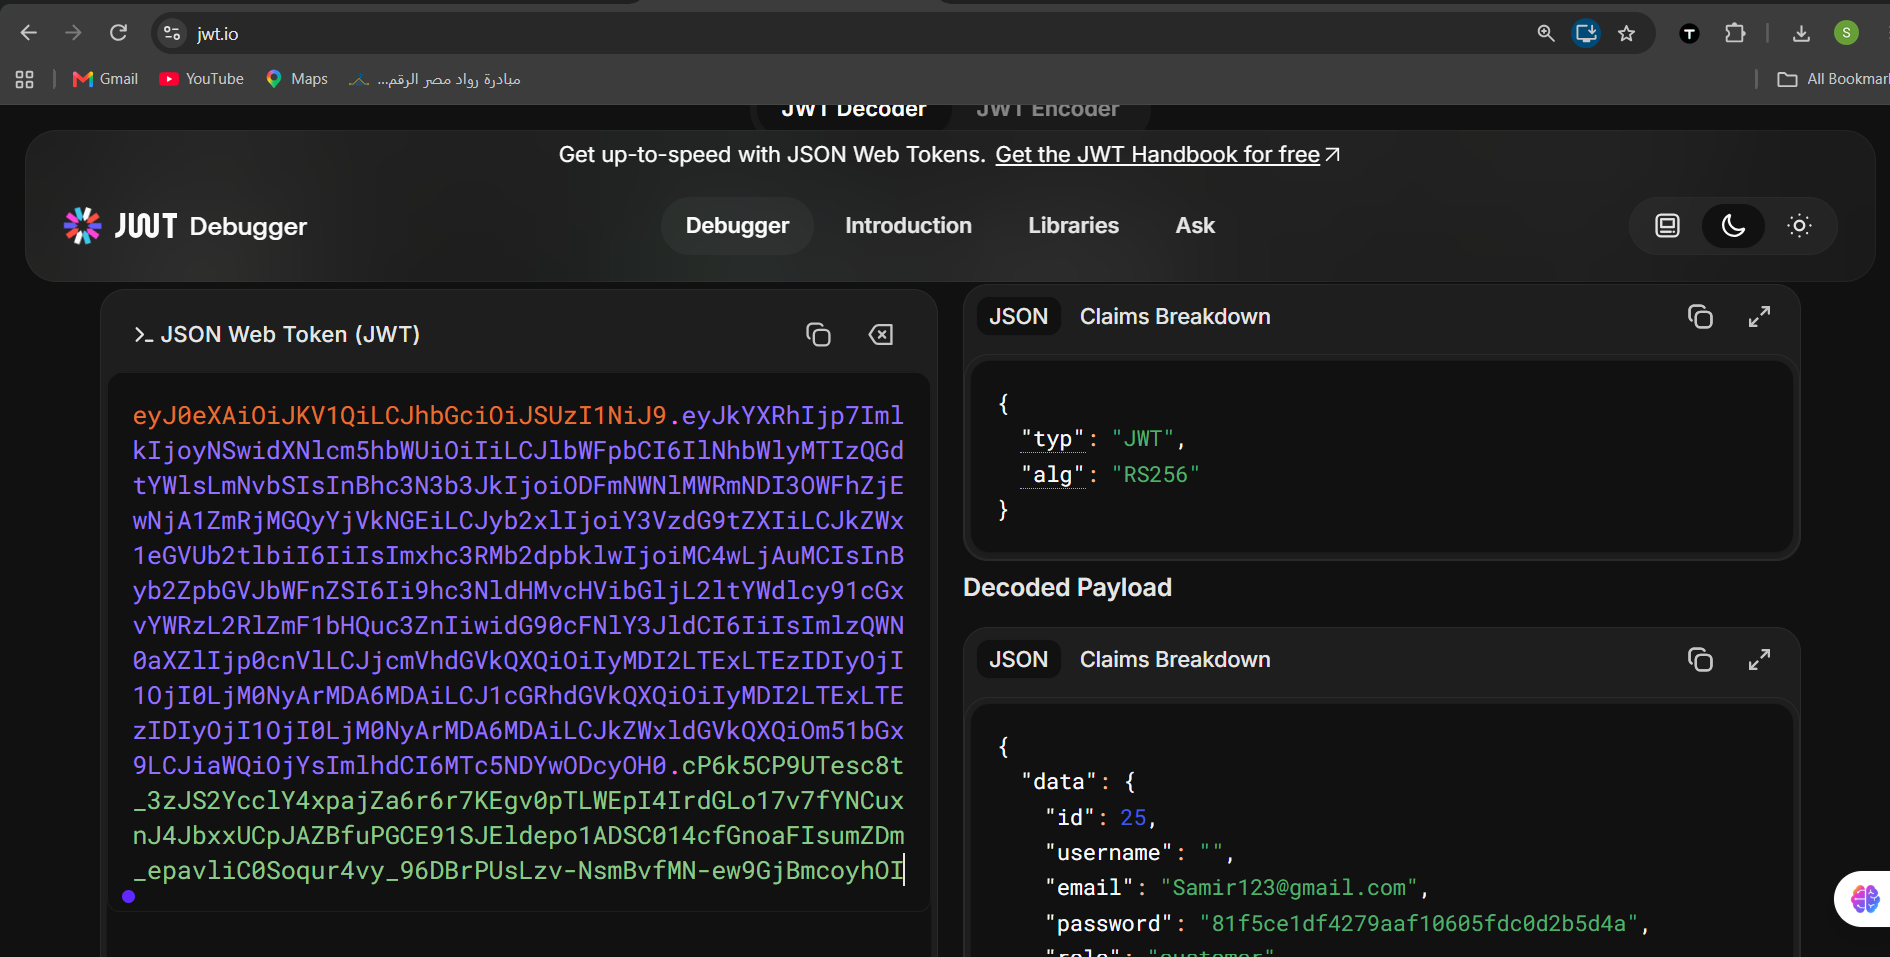 jwt.io
S
Gmail
YouTube
Maps
مبادرة رواد مصر الرقم...
All Bookmar
JWT Decoder
JWT Encoder
Get up-to-speed with JSON Web Tokens. Get the JWT Handbook for free
JWT Debugger
Debugger
Introduction
Libraries
Ask
>_ JSON Web Token (JWT)
eyJ0eXAiOiJKV1QiLCJhbGciOiJSUzI1NiJ9.eyJkYXRhIjp7Iml
kIjoyNSwidXNlcm5hbWUiOiIiLCJlbWFpbCI6IlNhbWlyMTIzQGd
tYWlsLmNvbSIsInBhc3N3b3JkIjoiODFmNWNlMWRmNDI3OWFhZjE
wNjA1ZmRjMGQyYjVkNGEiLCJyb2xlIjoiY3VzdG9tZXIiLCJkZWx
1eGVUb2tlbiI6IiIsImxhc3RMb2dpbklwIjoiMC4wLjAuMCIsInB
yb2ZpbGVJbWFnZSI6Ii9hc3NldHMvcHVibGljL2ltYWdlcy91cGx
vYWRzL2RlZmF1bHQuc3ZnIiwidG90cFNlY3JldCI6IiIsImlzQWN
0aXZlIjp0cnVlLCJjcmVhdGVkQXQiOiIyMDI2LTExLTEzIDIyOjI
1OjI0LjM0NyArMDA6MDAiLCJ1cGRhdGVkQXQiOiIyMDI2LTExLTE
zIDIyOjI1OjI0LjM0NyArMDA6MDAiLCJkZWxldGVkQXQiOm51bGx
9LCJiaWQiOjYsImlhdCI6MTc5NDYwODcyOH0.cP6k5CP9UTesc8t
_3zJS2YcclY4xpajZa6r6r7KEgv0pTLWEpI4IrdGLo17v7fYNCux
nJ4JbxxUCpJAZBfuPGCE91SJEldepo1ADSC014cfGnoaFIsumZDm
_epavliC0Soqur4vy_96DBrPUsLzv-NsmBvfMN-ew9GjBmcoyhOI
JSON
Claims Breakdown
{
"typ": "JWT",
"alg": "RS256"
}
Decoded Payload
JSON
Claims Breakdown
{
"data": {
"id": 25,
"username": "",
"email": "Samir123@gmail.com",
"password": "81f5ce1df4279aaf10605fdc0d2b5d4a",
"role": "customer"